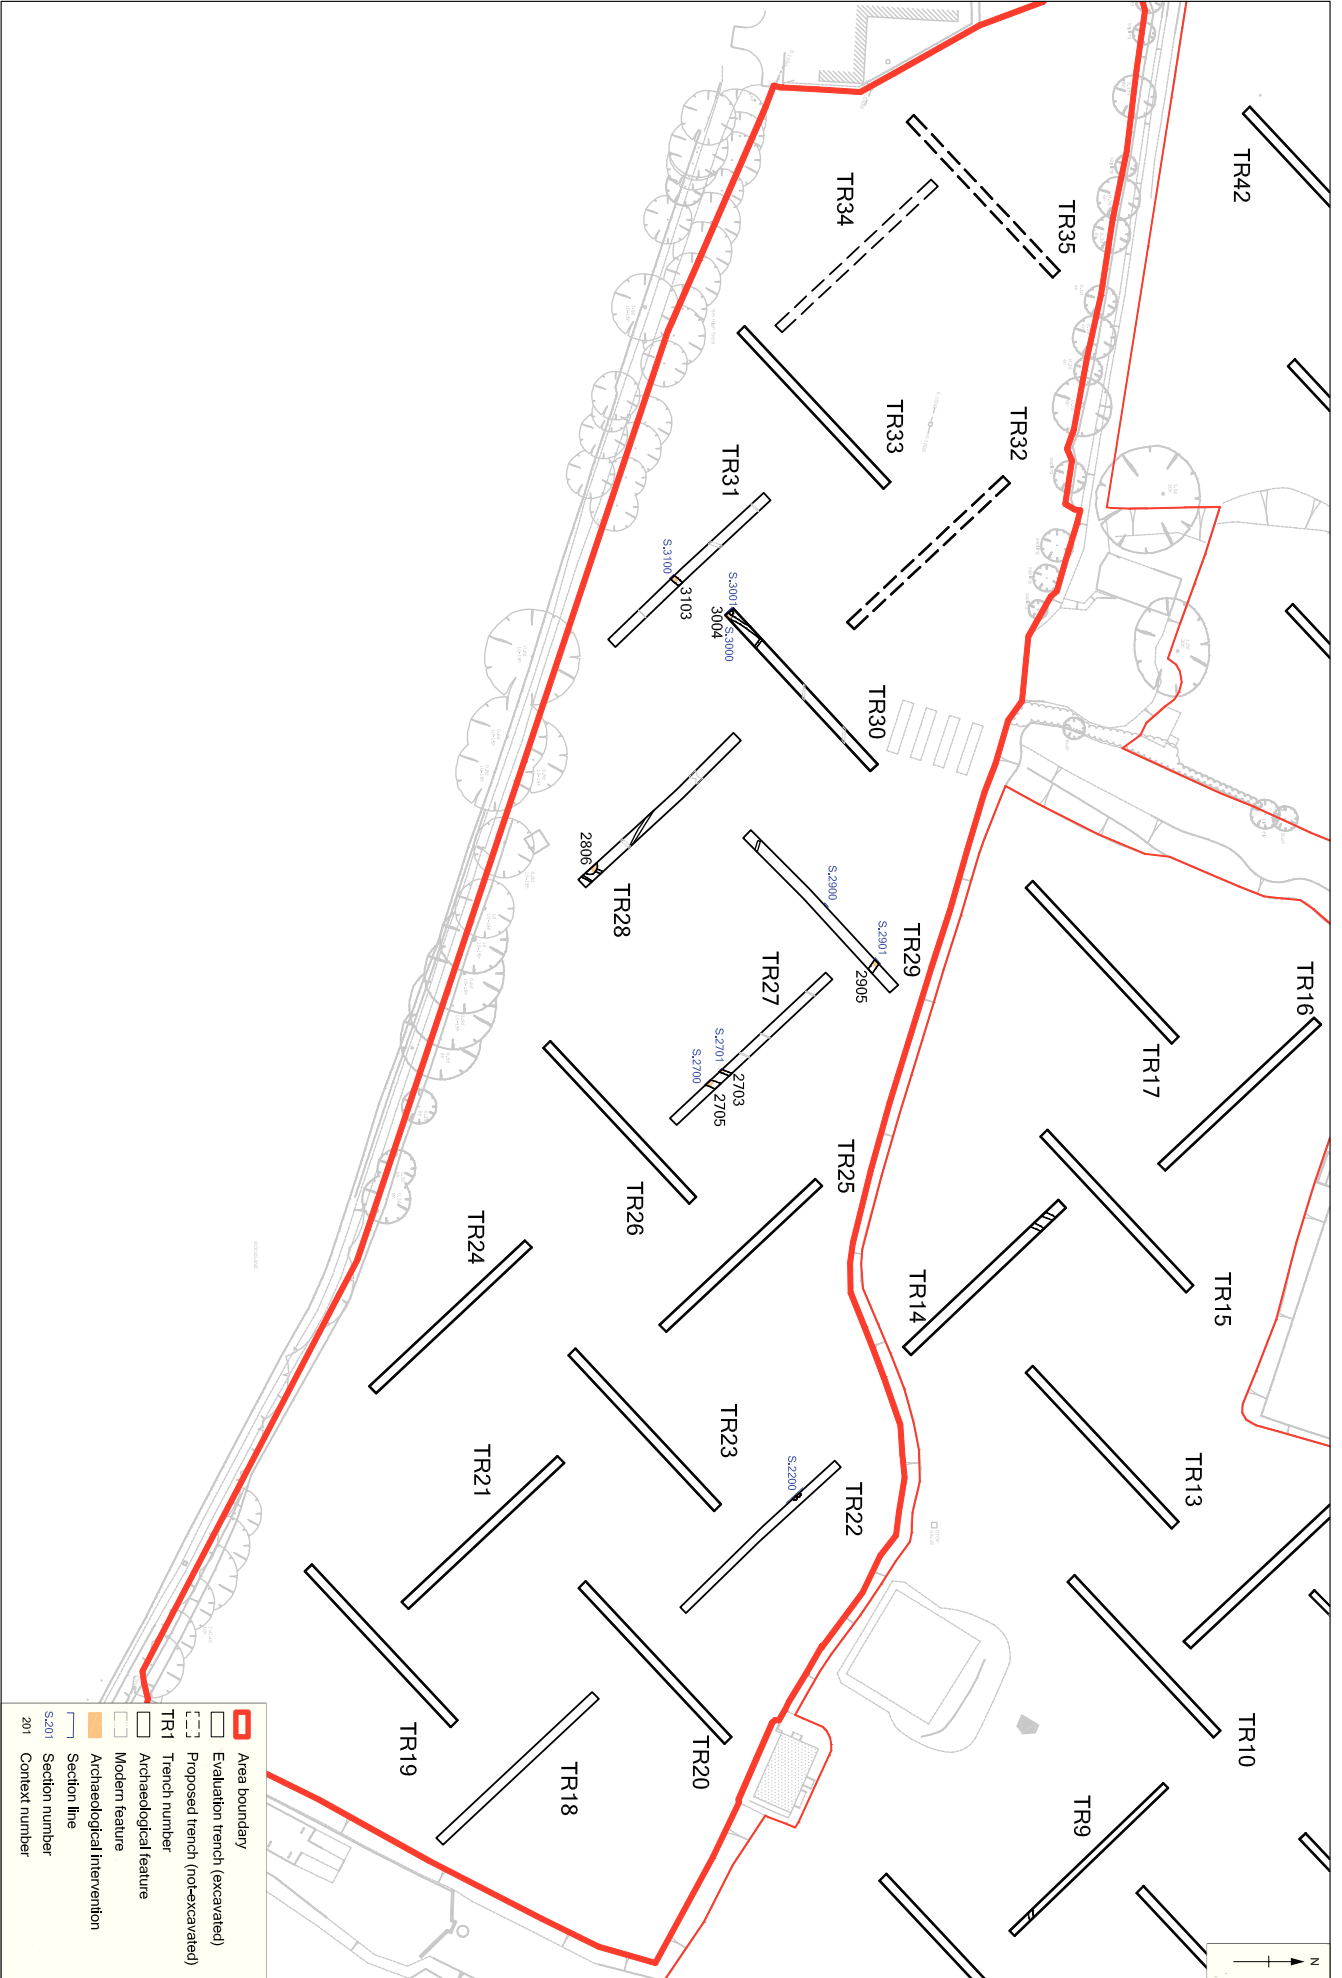 TR42
TR35
TR34
TR33
TR32
TR31
S.3100
3103
S.3001
3004
S.3000
TR30
2806
TR28
S.2900
S.2901
TR29
2905
TR27
S.2701
S.2700
2703
2705
TR16
TR17
TR25
TR26
TR24
TR14
TR15
TR23
TR21
S.2200
TR22
TR13
TR20
TR19
TR18
TR10
TR9
N
Area boundary
Evaluation trench (excavated)
Proposed trench (not-excavated)
TR1 Trench number
Archaeological feature
Modern feature
Archaeological intervention
Section line
S.201 Section number
201 Context number